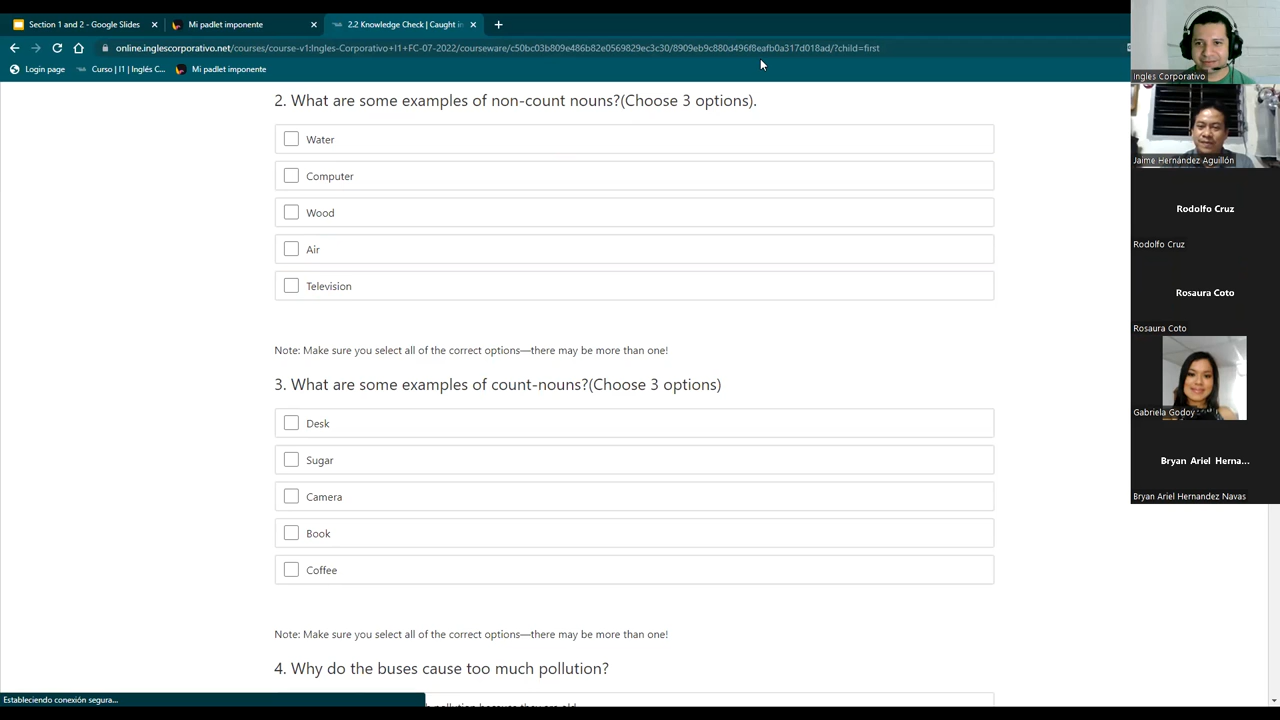 Section 1 and 2 - Google Slides
Mi padlet imponente
2.2 Knowledge Check | Caught in
online.inglescorporativo.net/courses/course-v1:Ingles-Corporativo+I1+FC-07-2022/courseware/c50bc03b809e486b82e0569829ec3c30/8909eb9c880d496f8eafb0a317d018ad/?child=first
Login page
Curso | I1 | Inglés C...
Mi padlet imponente
2. What are some examples of non-count nouns?(Choose 3 options).
Water
Computer
Wood
Air
Television
Note: Make sure you select all of the correct options—there may be more than one!
3. What are some examples of count-nouns?(Choose 3 options)
Desk
Sugar
Camera
Book
Coffee
Note: Make sure you select all of the correct options—there may be more than one!
4. Why do the buses cause too much pollution?
pollution because they are old
Estableciendo conexión segura...
Ingles Corporativo
Jaime Hernández Aguillón
Rodolfo Cruz
Rodolfo Cruz
Rosaura Coto
Rosaura Coto
Gabriela Godoy
Bryan Ariel Herna...
Bryan Ariel Hernandez Navas